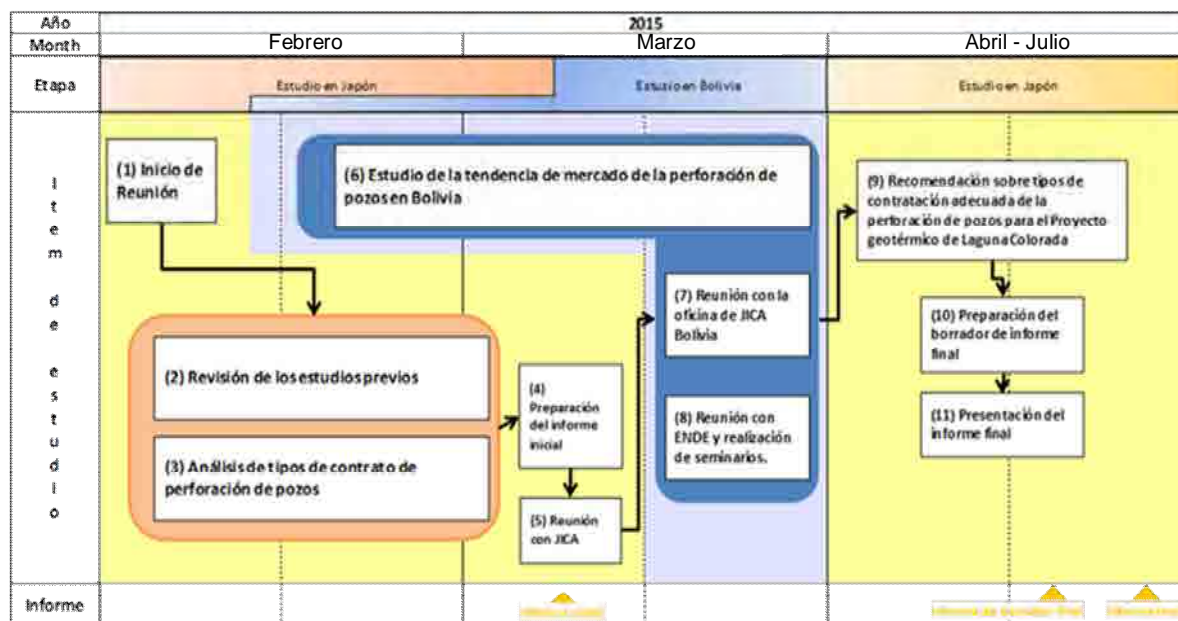 Año
2015
Month
Febrero
Marzo
Abril - Julio
Etapa
Estudio en Japón
Estudio en Bolivia
Estudio en Japón
Item de estudio
(1) Inicio de
Reunión
(6) Estudio de la tendencia de mercado de la perforación de
pozos en Bolivia
(2) Revisión de los estudios previos
(3) Análisis de tipos de contrato de
perforación de pozos
(4)
Preparación
del informe
inicial
(5) Reunión
con JICA
(7) Reunión con la
oficina de JICA
Bolivia
(8) Reunión con
ENDE y realización
de seminarios.
(9) Recomendación sobre tipos de
contratación adecuada de la
perforación de pozos para el Proyecto
geotérmico de Laguna Colorada
(10) Preparación del
borrador de informe
final
(11) Presentación del
informe final
Informe